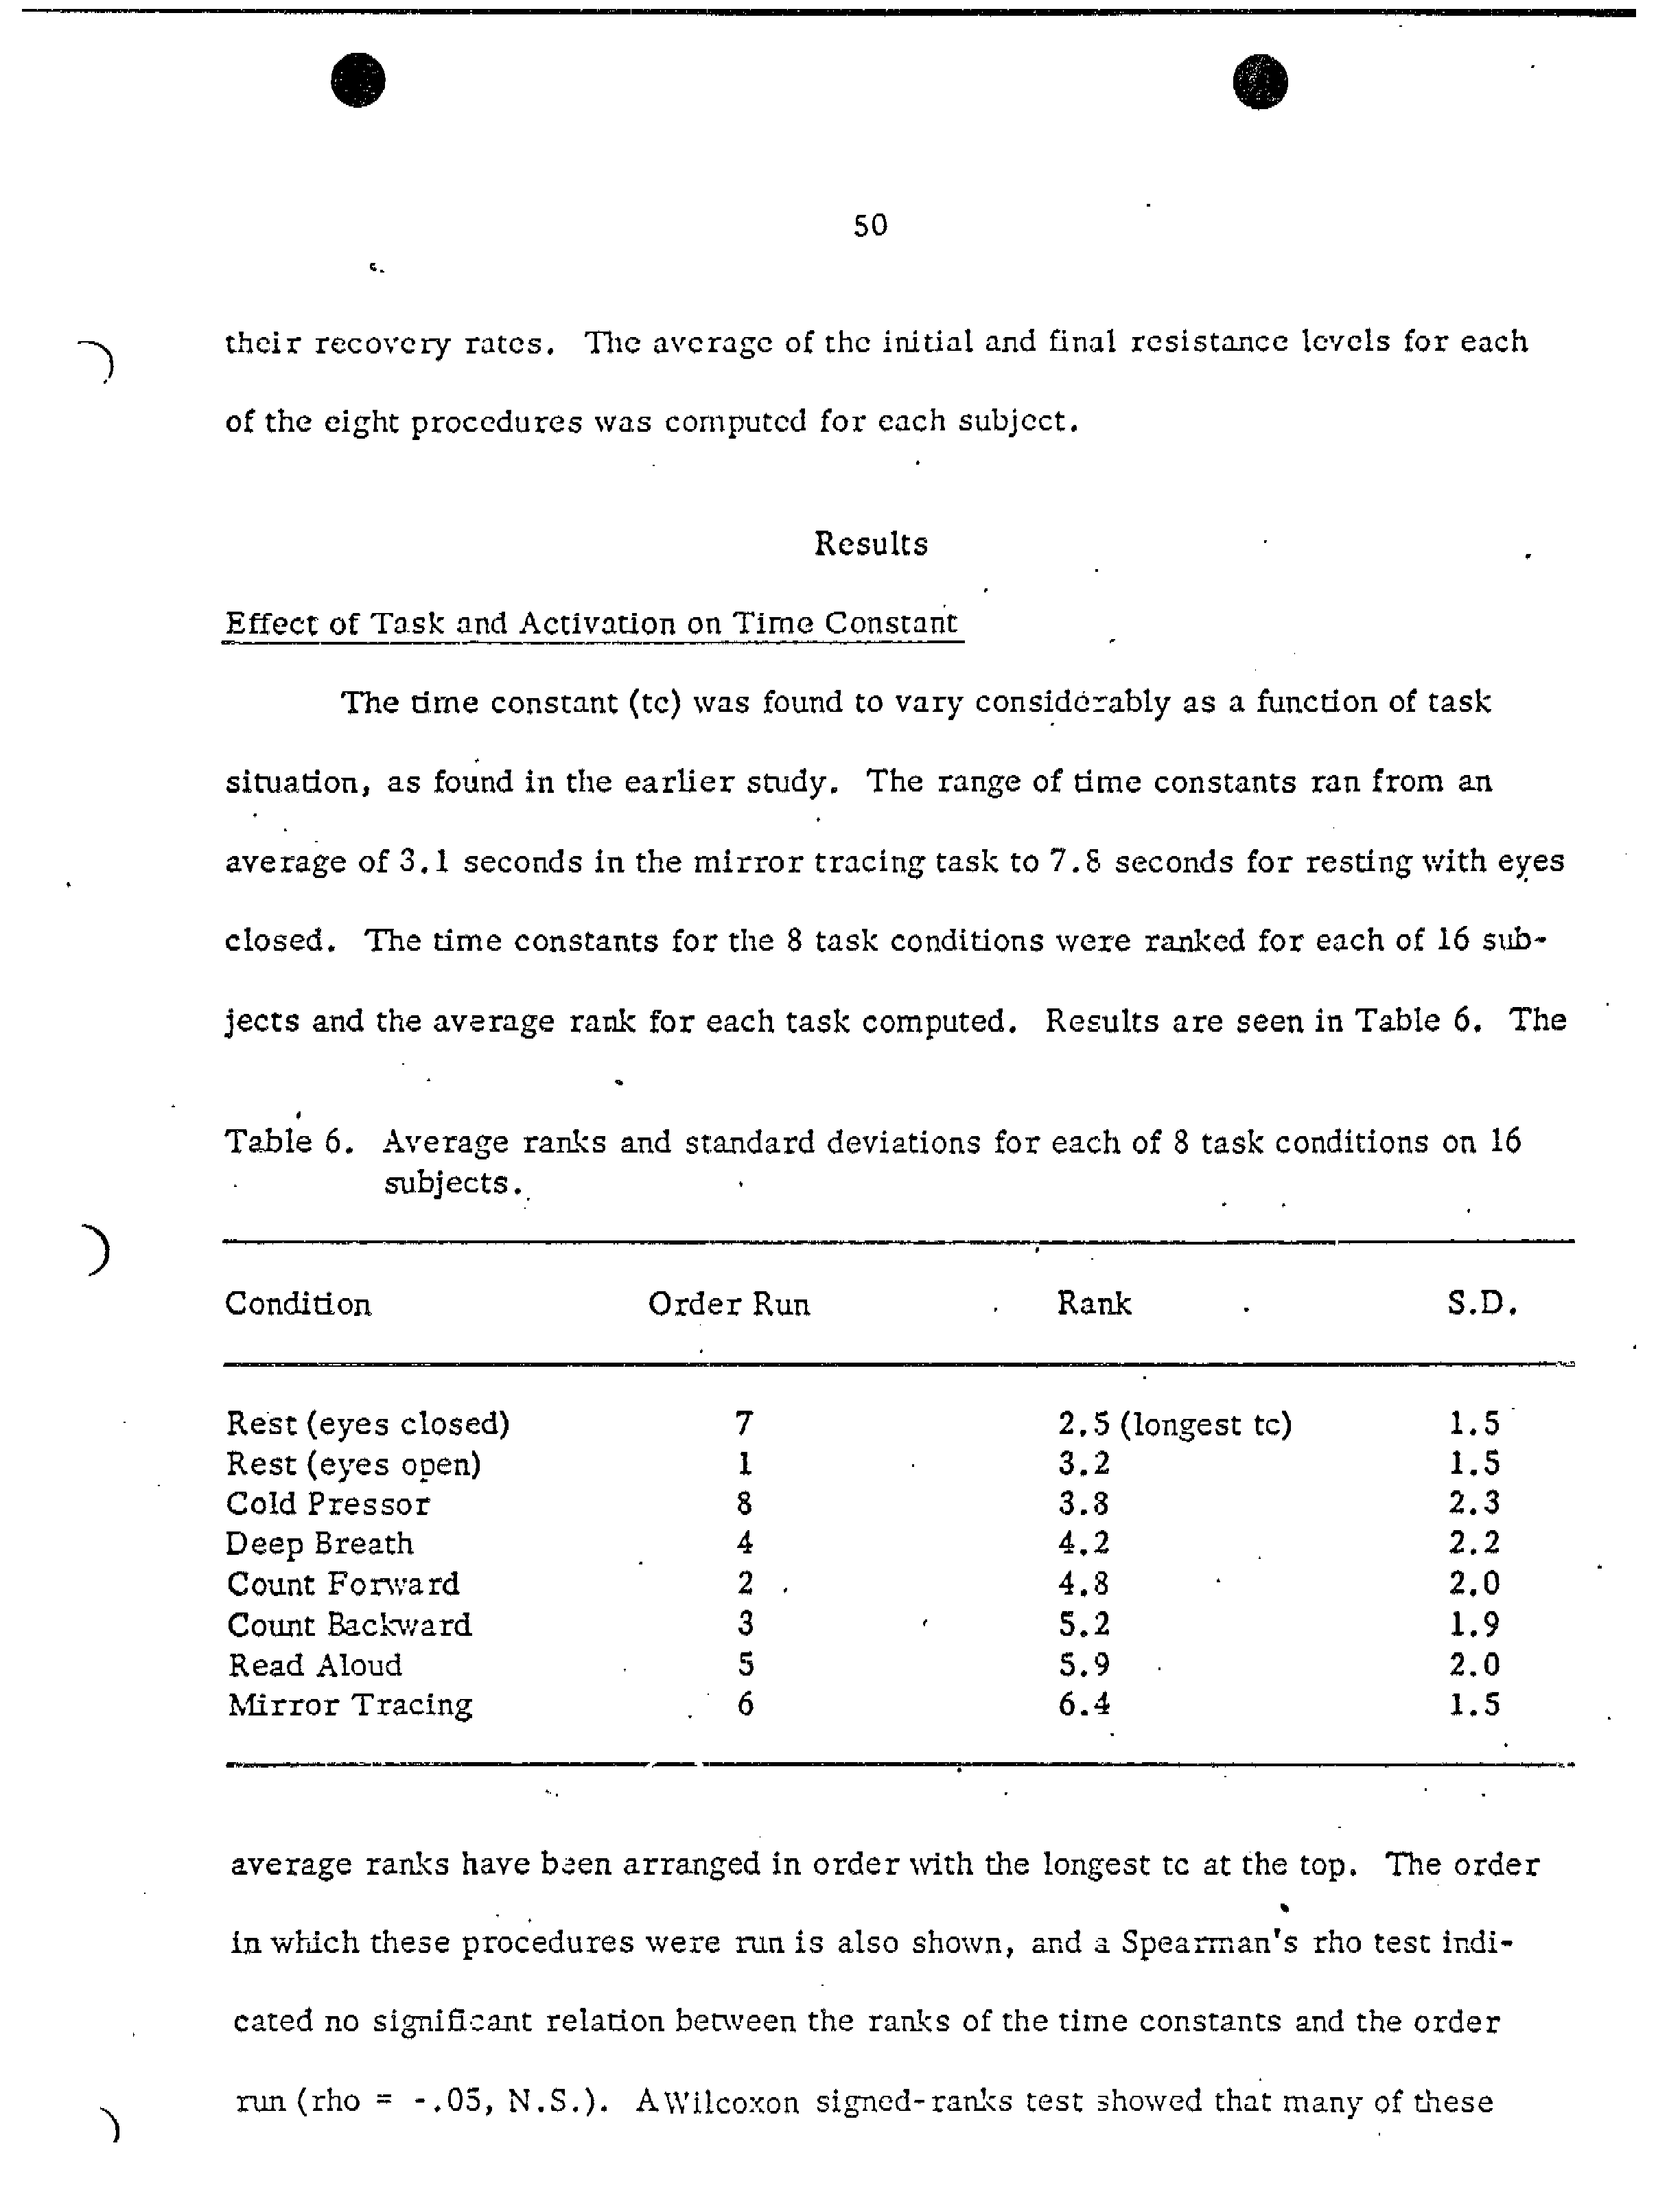 50
their recovery rates. The average of the initial and final resistance levels for each
of the eight procedures was computed for each subject.
Results
Effect of Task and Activation on Time Constant
The time constant (tc) was found to vary considerably as a function of task
situation, as found in the earlier study. The range of time constants ran from an
average of 3.1 seconds in the mirror tracing task to 7.8 seconds for resting with eyes
closed. The time constants for the 8 task conditions were ranked for each of 16 sub-
jects and the average rank for each task computed. Results are seen in Table 6. The
Table 6. Average ranks and standard deviations for each of 8 task conditions on 16
subjects.
Condition Order Run Rank S.D.
Rest (eyes closed) 7 2.5 (longest tc) 1.5
Rest (eyes open) 1 3.2 1.5
Cold Pressor 8 3.8 2.3
Deep Breath 4 4.2 2.2
Count Forward 2 4.8 2.0
Count Backward 3 5.2 1.9
Read Aloud 5 5.9 2.0
Mirror Tracing 6 6.4 1.5
average ranks have been arranged in order with the longest tc at the top. The order
in which these procedures were run is also shown, and a Spearman's rho test indi-
cated no significant relation between the ranks of the time constants and the order
run (rho = -.05, N.S.). A Wilcoxon signed-ranks test showed that many of these